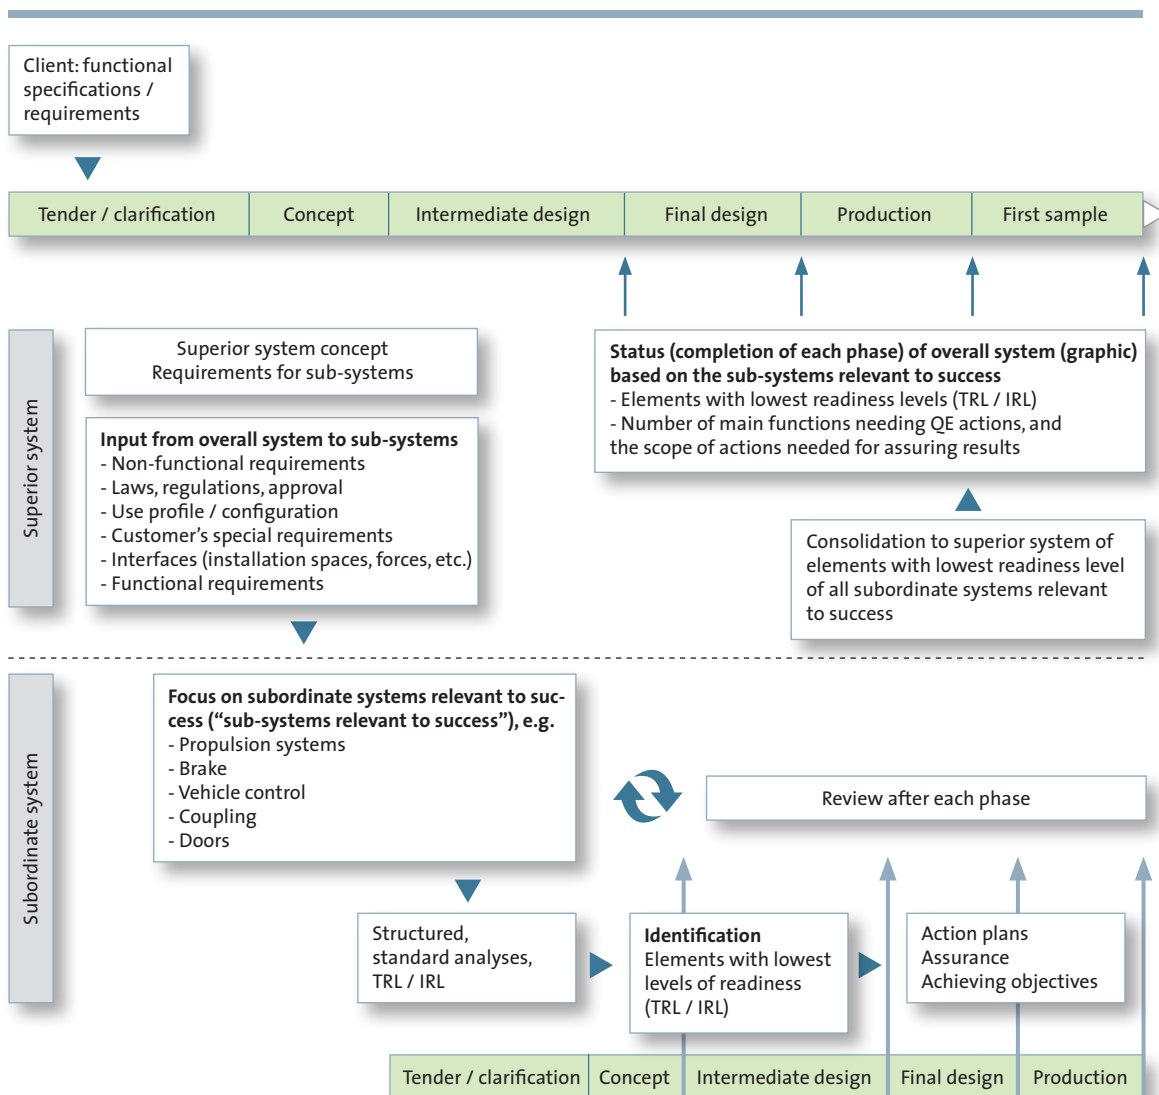 Client: functional
specifications /
requirements
Tender / clarification
Concept
Intermediate design
Final design
Production
First sample
Superior system
Superior system concept
Requirements for sub-systems
Input from overall system to sub-systems
- Non-functional requirements
- Laws, regulations, approval
- Use profile / configuration
- Customer’s special requirements
- Interfaces (installation spaces, forces, etc.)
- Functional requirements
Status (completion of each phase) of overall system (graphic)
based on the sub-systems relevant to success
- Elements with lowest readiness levels (TRL / IRL)
- Number of main functions needing QE actions, and
the scope of actions needed for assuring results
Consolidation to superior system of
elements with lowest readiness level
of all subordinate systems relevant
to success
Subordinate system
Focus on subordinate systems relevant to suc-
cess (“sub-systems relevant to success”), e.g.
- Propulsion systems
- Brake
- Vehicle control
- Coupling
- Doors
Review after each phase
Structured,
standard analyses,
TRL / IRL
Identification
Elements with lowest
levels of readiness
(TRL / IRL)
Action plans
Assurance
Achieving objectives
Tender / clarification
Concept
Intermediate design
Final design
Production